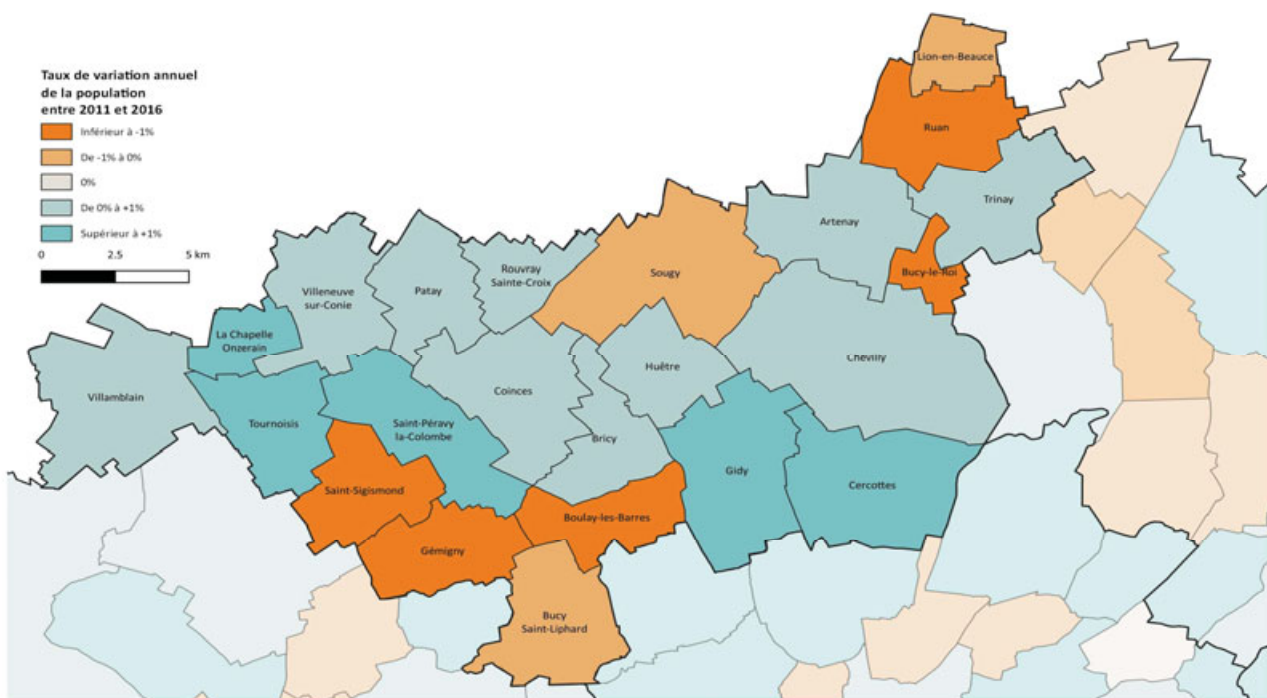 Taux de variation annuel
de la population
entre 2011 et 2016
Inférieur à -1%
De -1% à 0%
0%
De 0% à +1%
Supérieur à +1%
0 2.5 5 km
Lion-en-Beauce
Ruan
Trinay
Artenay
Bucy-le-Roi
Sougy
Rouvray
Sainte-Croix
Patay
Villeneuve
sur-Conie
La Chapelle
Onzerain
Villamblain
Tournoisis
Saint-Péravy
la-Colombe
Coinces
Huêtre
Chevilly
Bricy
Gidy
Cercottes
Saint-Sigismond
Boulay-les-Barres
Gémigny
Bucy
Saint-Liphard